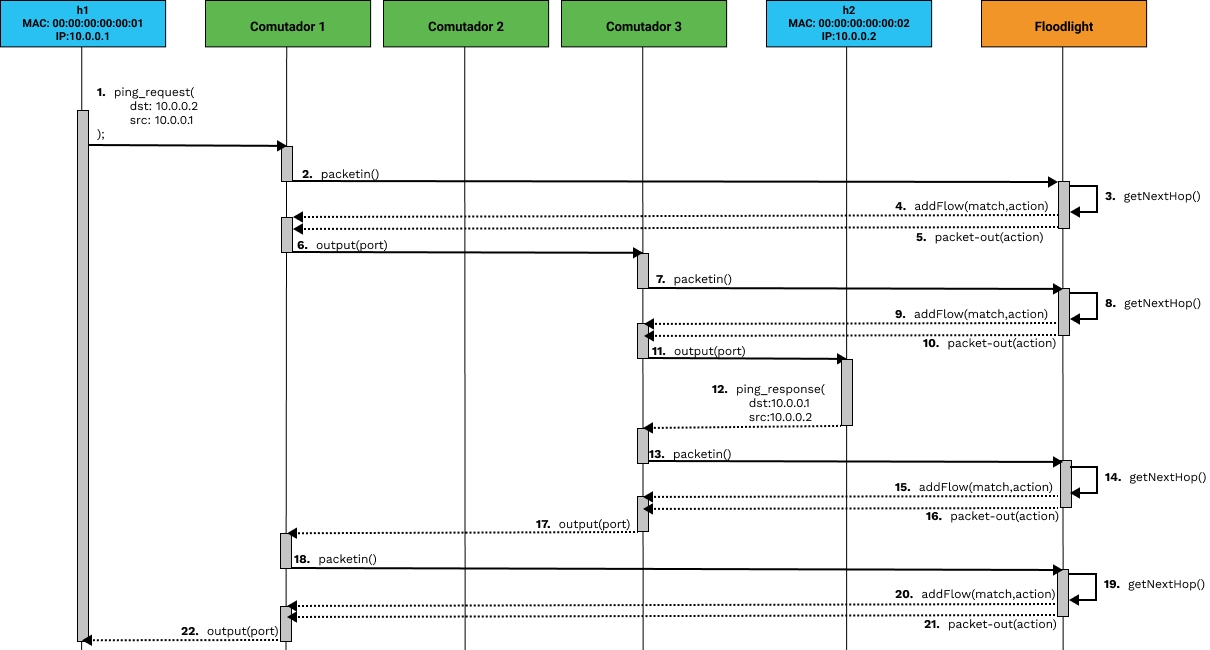 h1
MAC: 00:00:00:00:00:01
IP:10.0.0.1
Comutador 1
Comutador 2
Comutador 3
h2
MAC: 00:00:00:00:00:02
IP:10.0.0.2
Floodlight
1. ping_request(
dst: 10.0.0.2
src: 10.0.0.1
);
2. packetin()
3. getNextHop()
4. addFlow(match,action)
5. packet-out(action)
6. output(port)
7. packetin()
8. getNextHop()
9. addFlow(match,action)
10. packet-out(action)
11. output(port)
12. ping_response(
dst:10.0.0.1
src:10.0.0.2
13. packetin()
14. getNextHop()
15. addFlow(match,action)
16. packet-out(action)
17. output(port)
18. packetin()
19. getNextHop()
20. addFlow(match,action)
21. packet-out(action)
22. output(port)